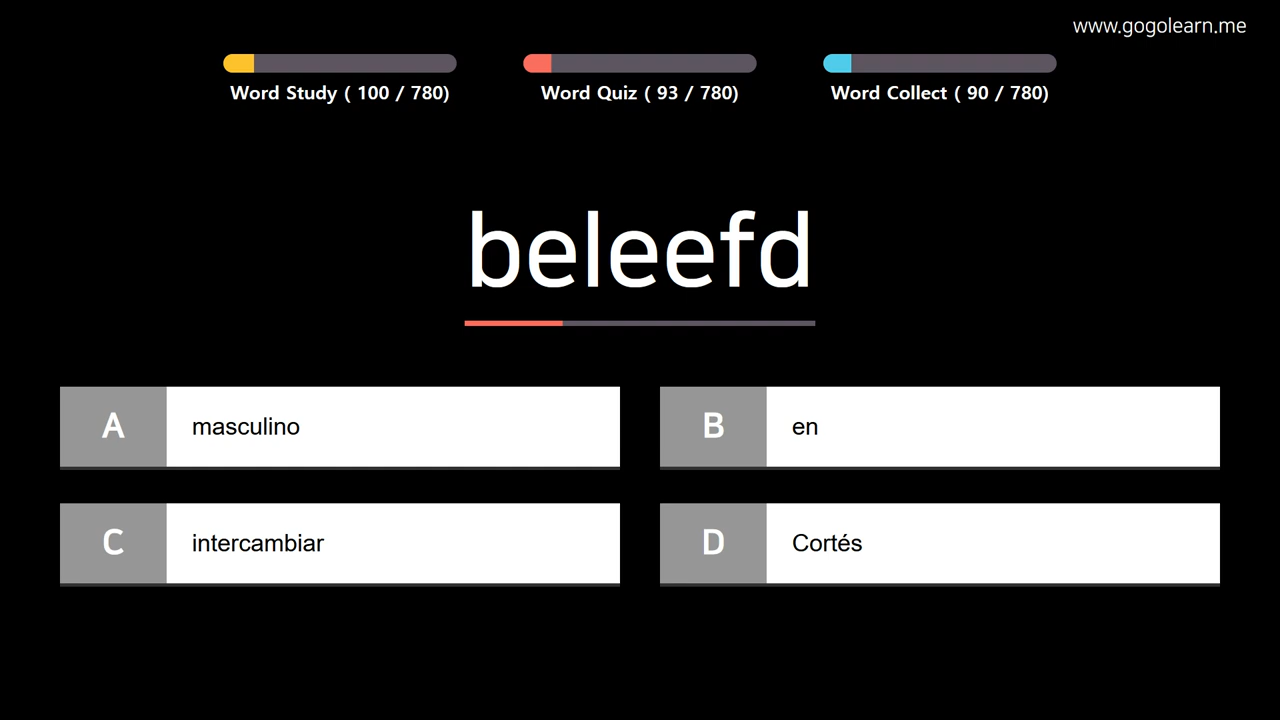 www.gogolearn.me
Word Study ( 100 / 780)
Word Quiz ( 93 / 780)
Word Collect ( 90 / 780)
beleefd
A masculino
B en
C intercambiar
D Cortés